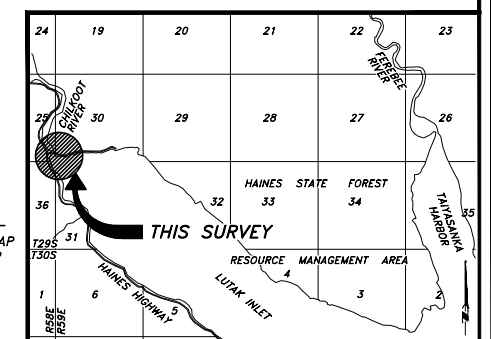 24 19 20 21 22 23
FEREBEE
RIVER
CHILKOOT
RIVER
25 30 29 28 27 26
HAINES STATE FOREST
36 32 33 34 35
TAIYASANKA
HARBOR
THIS SURVEY
31
T29S
T30S
AP
RESOURCE MANAGEMENT AREA
HAINES HIGHWAY
LUTAK INLET
1 6 5 4 3 2
R58E
R59E